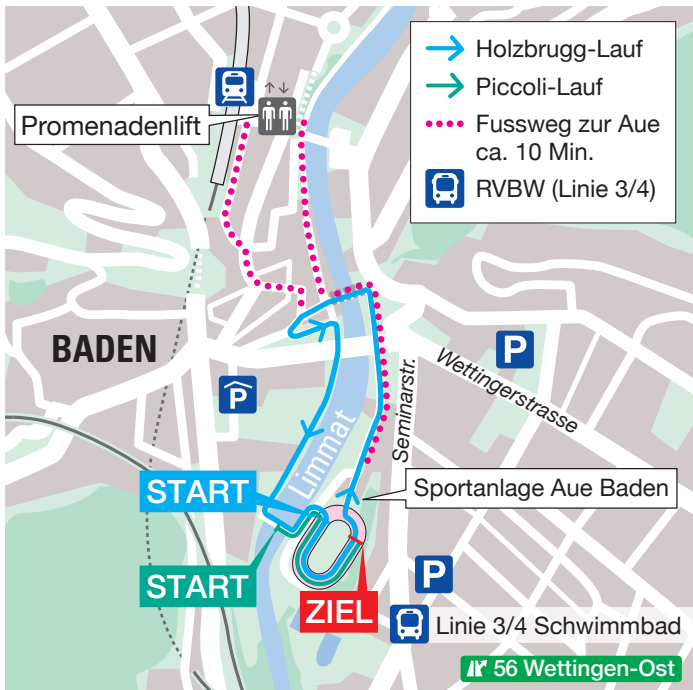 Holzbrugg-Lauf
Piccoli-Lauf
Fussweg zur Aue
ca. 10 Min.
RVBW (Linie 3/4)
Promenadenlift
BADEN
P
P
Wettingerstrasse
Seminarstr.
Limmat
START
Sportanlage Aue Baden
START
ZIEL
P
Linie 3/4 Schwimmbad
56 Wettingen-Ost